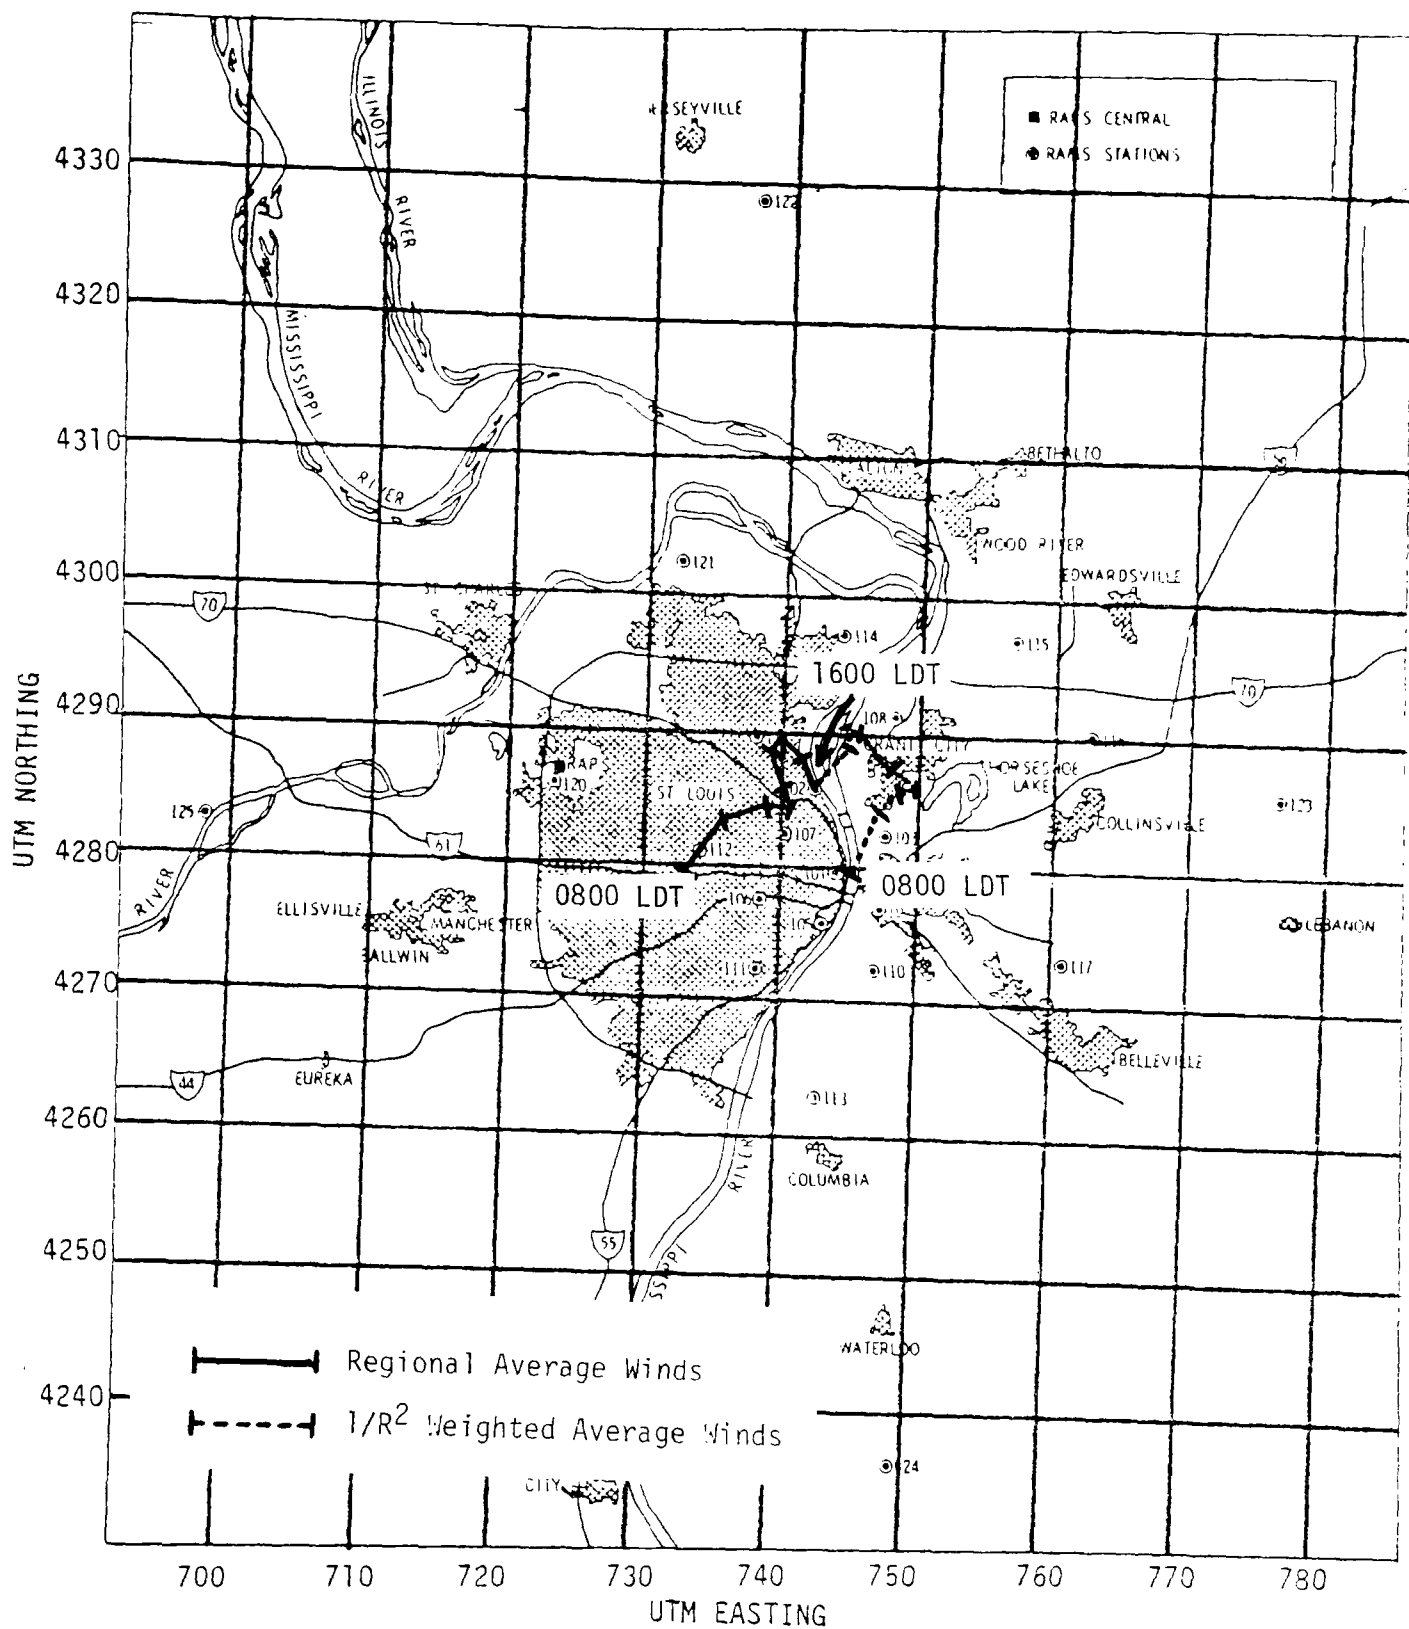 ILLINOIS
RIVER
RAPS CENTRAL
RAMS STATIONS
4330
122
4320
MISSISSIPPI
RIVER
4310
BETHALTO
ALTON
WOOD RIVER
121
4300
EDWARDSVILLE
70
ST CHARLES
114
115
1600 LDT
70
4290
108
GRANITE CITY
RAPS
120
ST LOUIS
HORSESHOE
LAKE
125
123
COLLINSVILLE
107
61
112
4280
0800 LDT
0800 LDT
RIVER
ELLISVILLE
MANCHESTER
BALLWIN
106
LEBANON
111
110
117
4270
BELLEVILLE
44
EUREKA
113
4260
RIVER
COLUMBIA
55
4250
SSIPPI
WATERLOO
Regional Average Winds
4240
1/R2 Weighted Average Winds
CITY
124
700 710 720 730 740 750 760 770 780
UTM EASTING
UTM NORTHING